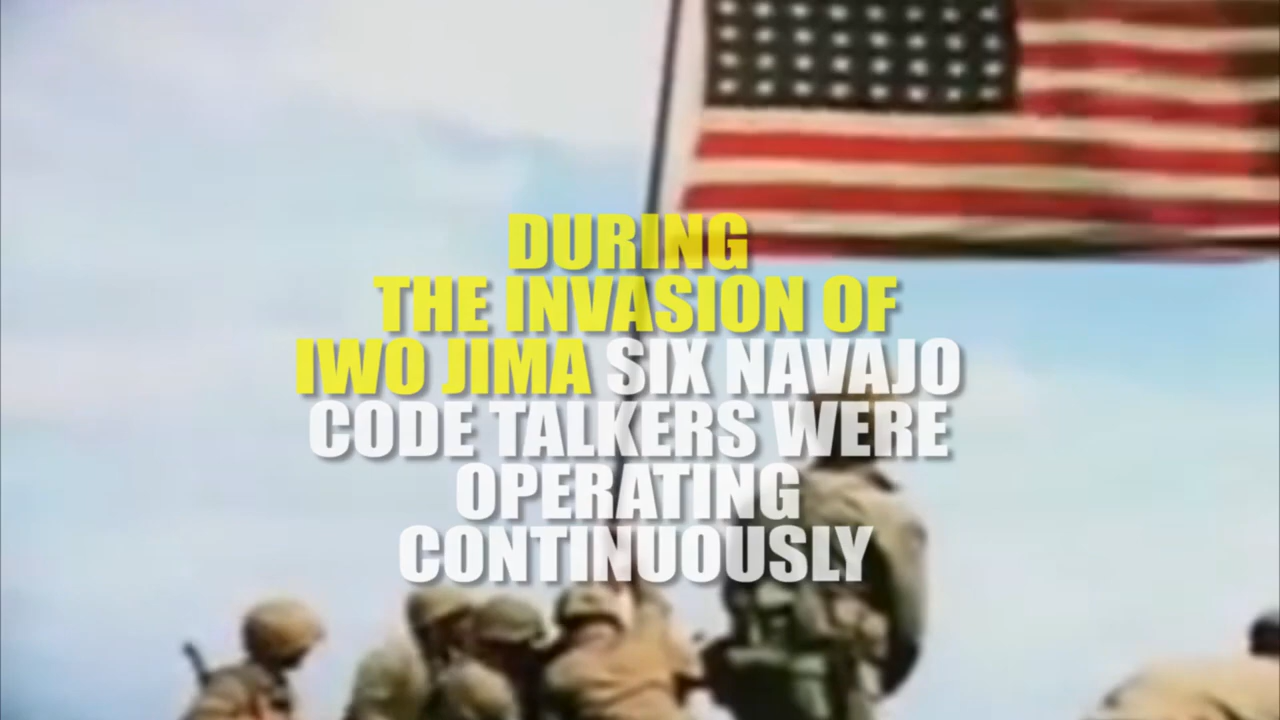 DURING
THE INVASION OF
IWO JIMA SIX NAVAJO
CODE TALKERS WERE
OPERATING
CONTINUOUSLY